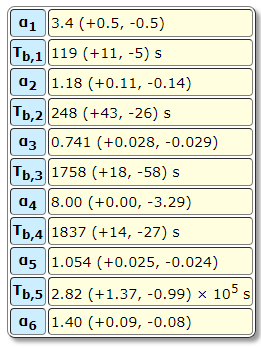 α1 3.4 (+0.5, -0.5)
Tb,1 119 (+11, -5) s
α2 1.18 (+0.11, -0.14)
Tb,2 248 (+43, -26) s
α3 0.741 (+0.028, -0.029)
Tb,3 1758 (+18, -58) s
α4 8.00 (+0.00, -3.29)
Tb,4 1837 (+14, -27) s
α5 1.054 (+0.025, -0.024)
Tb,5 2.82 (+1.37, -0.99) × 10^5 s
α6 1.40 (+0.09, -0.08)